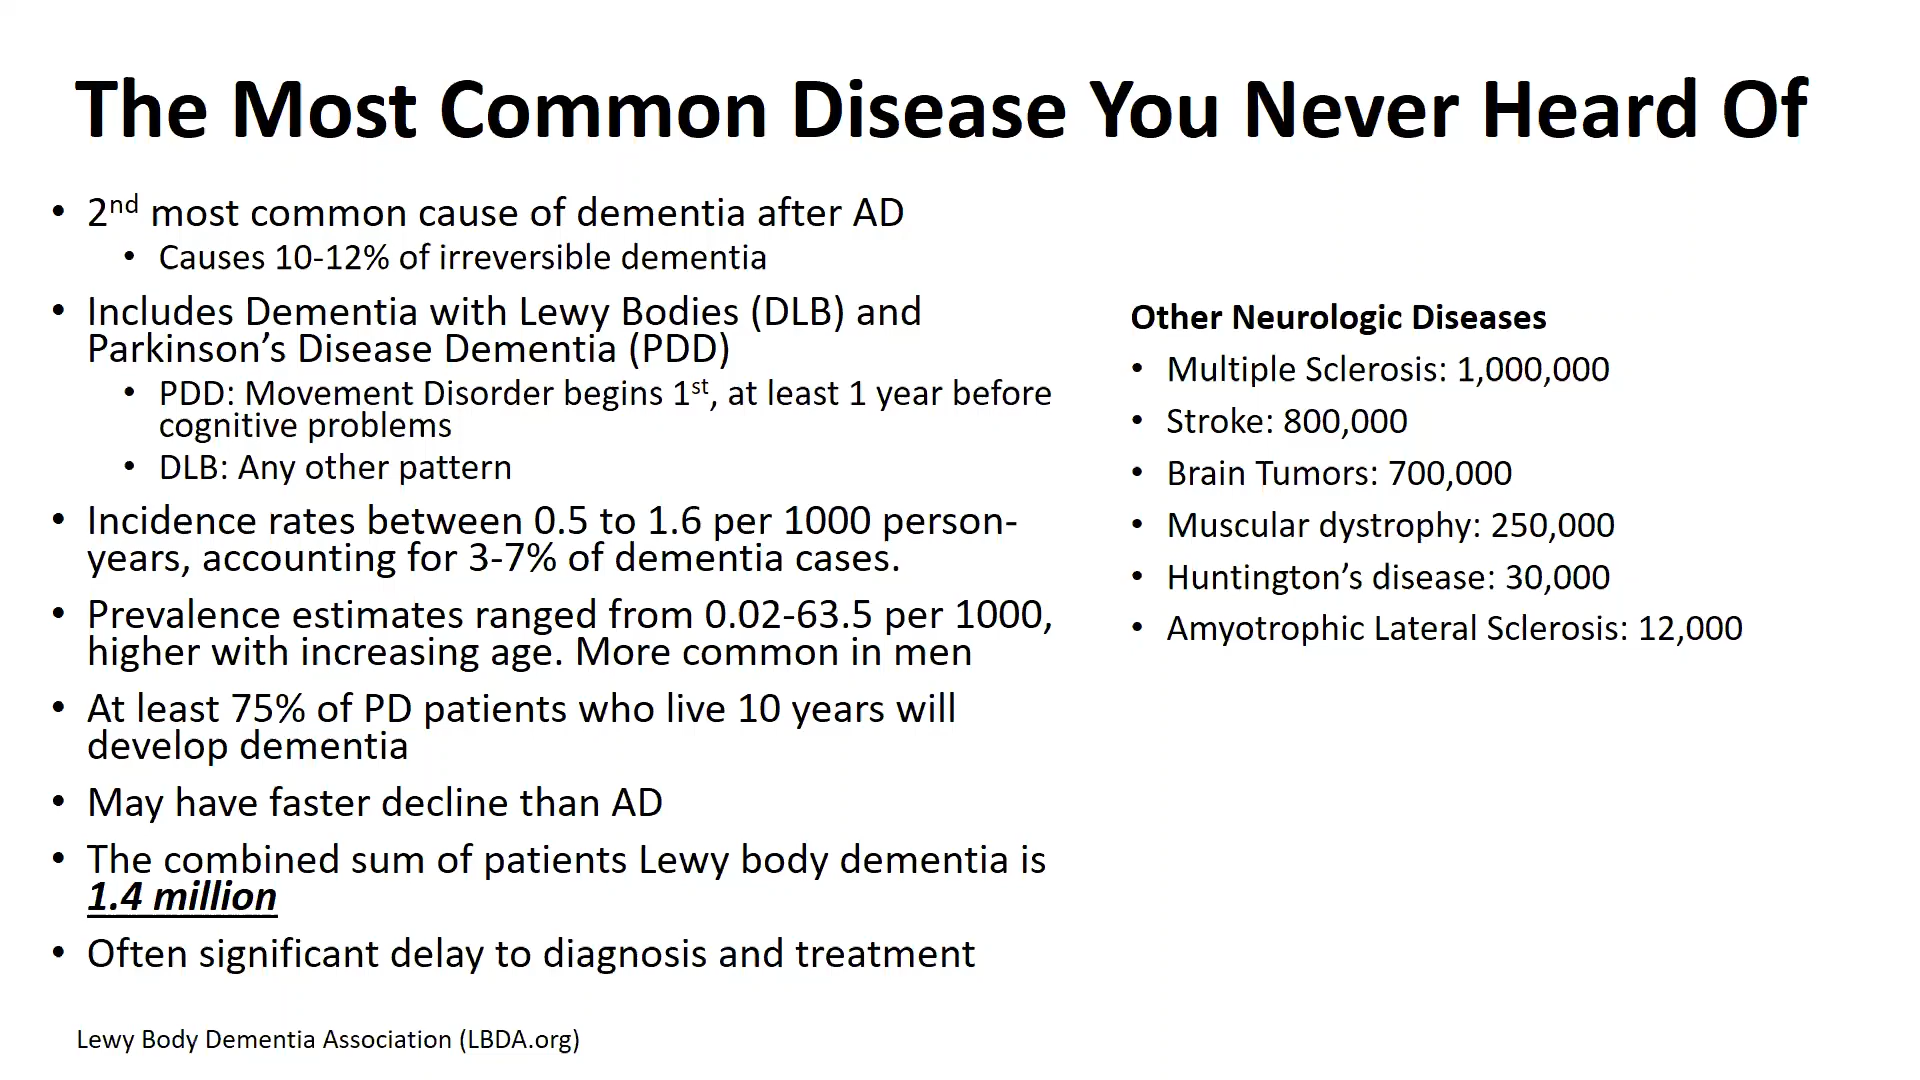 The Most Common Disease You Never Heard Of
• 2nd most common cause of dementia after AD
• Causes 10-12% of irreversible dementia
• Includes Dementia with Lewy Bodies (DLB) and
Parkinson’s Disease Dementia (PDD)
• PDD: Movement Disorder begins 1st, at least 1 year before
cognitive problems
• DLB: Any other pattern
• Incidence rates between 0.5 to 1.6 per 1000 person-
years, accounting for 3-7% of dementia cases.
• Prevalence estimates ranged from 0.02-63.5 per 1000,
higher with increasing age. More common in men
• At least 75% of PD patients who live 10 years will
develop dementia
• May have faster decline than AD
• The combined sum of patients Lewy body dementia is
1.4 million
• Often significant delay to diagnosis and treatment
Other Neurologic Diseases
• Multiple Sclerosis: 1,000,000
• Stroke: 800,000
• Brain Tumors: 700,000
• Muscular dystrophy: 250,000
• Huntington’s disease: 30,000
• Amyotrophic Lateral Sclerosis: 12,000
Lewy Body Dementia Association (LBDA.org)